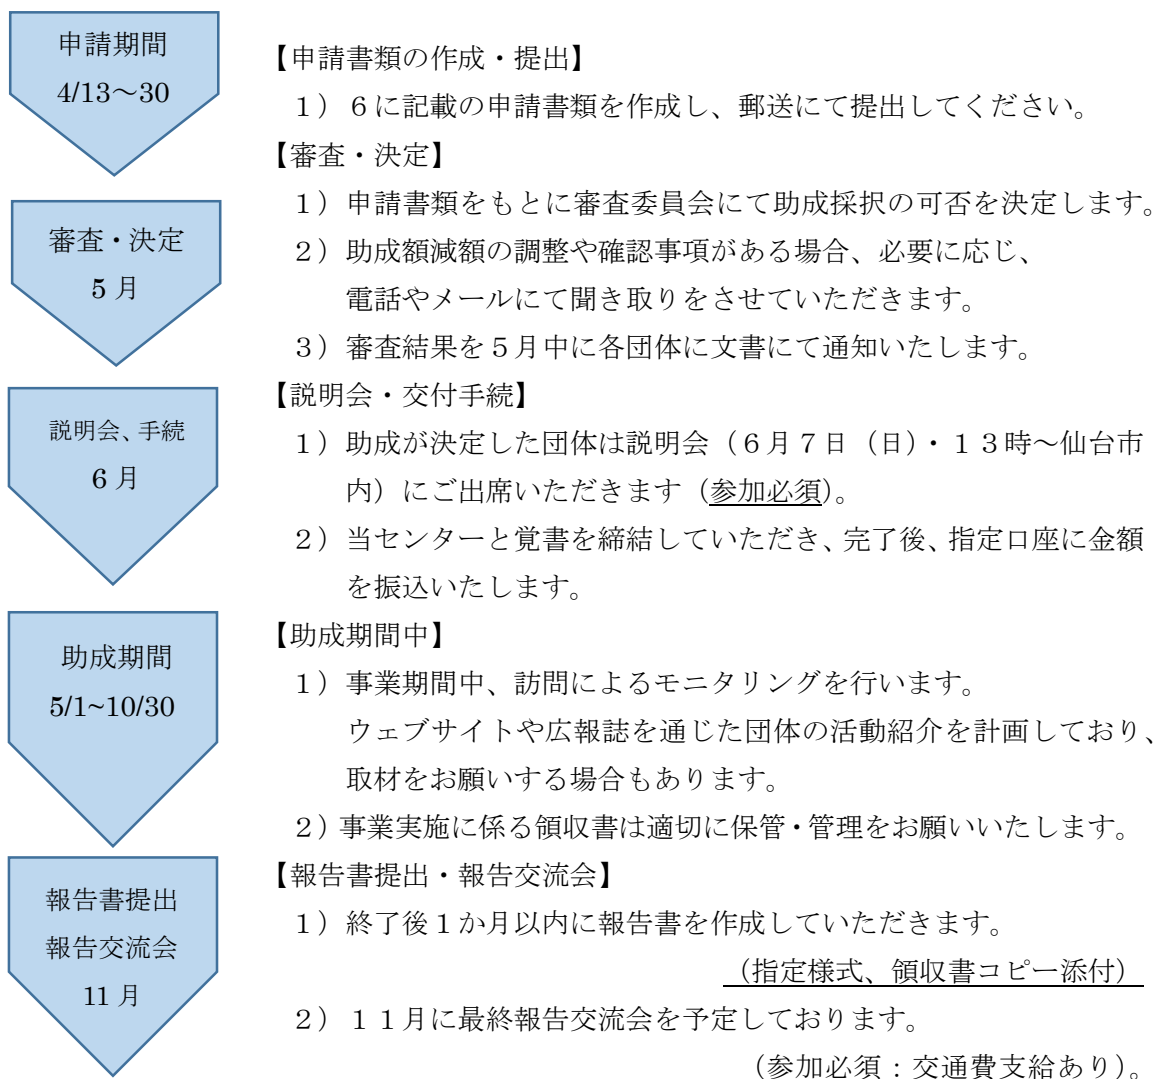 申請期間
4/13～30
【申請書類の作成・提出】
１）６に記載の申請書類を作成し、郵送にて提出してください。
審査・決定
5 月
【審査・決定】
１）申請書類をもとに審査委員会にて助成採択の可否を決定します。
２）助成額減額の調整や確認事項がある場合、必要に応じ、
電話やメールにて聞き取りをさせていただきます。
３）審査結果を５月中に各団体に文書にて通知いたします。
説明会、手続
6 月
【説明会・交付手続】
１）助成が決定した団体は説明会（６月７日（日）・１３時～仙台市
内）にご出席いただきます（参加必須）。
２）当センターと覚書を締結していただき、完了後、指定口座に金額
を振込いたします。
助成期間
5/1~10/30
【助成期間中】
１）事業期間中、訪問によるモニタリングを行います。
ウェブサイトや広報誌を通じた団体の活動紹介を計画しており、
取材をお願いする場合もあります。
２）事業実施に係る領収書は適切に保管・管理をお願いいたします。
報告書提出
報告交流会
11 月
【報告書提出・報告交流会】
１）終了後１か月以内に報告書を作成していただきます。
（指定様式、領収書コピー添付）
２）１１月に最終報告交流会を予定しております。
（参加必須：交通費支給あり）。